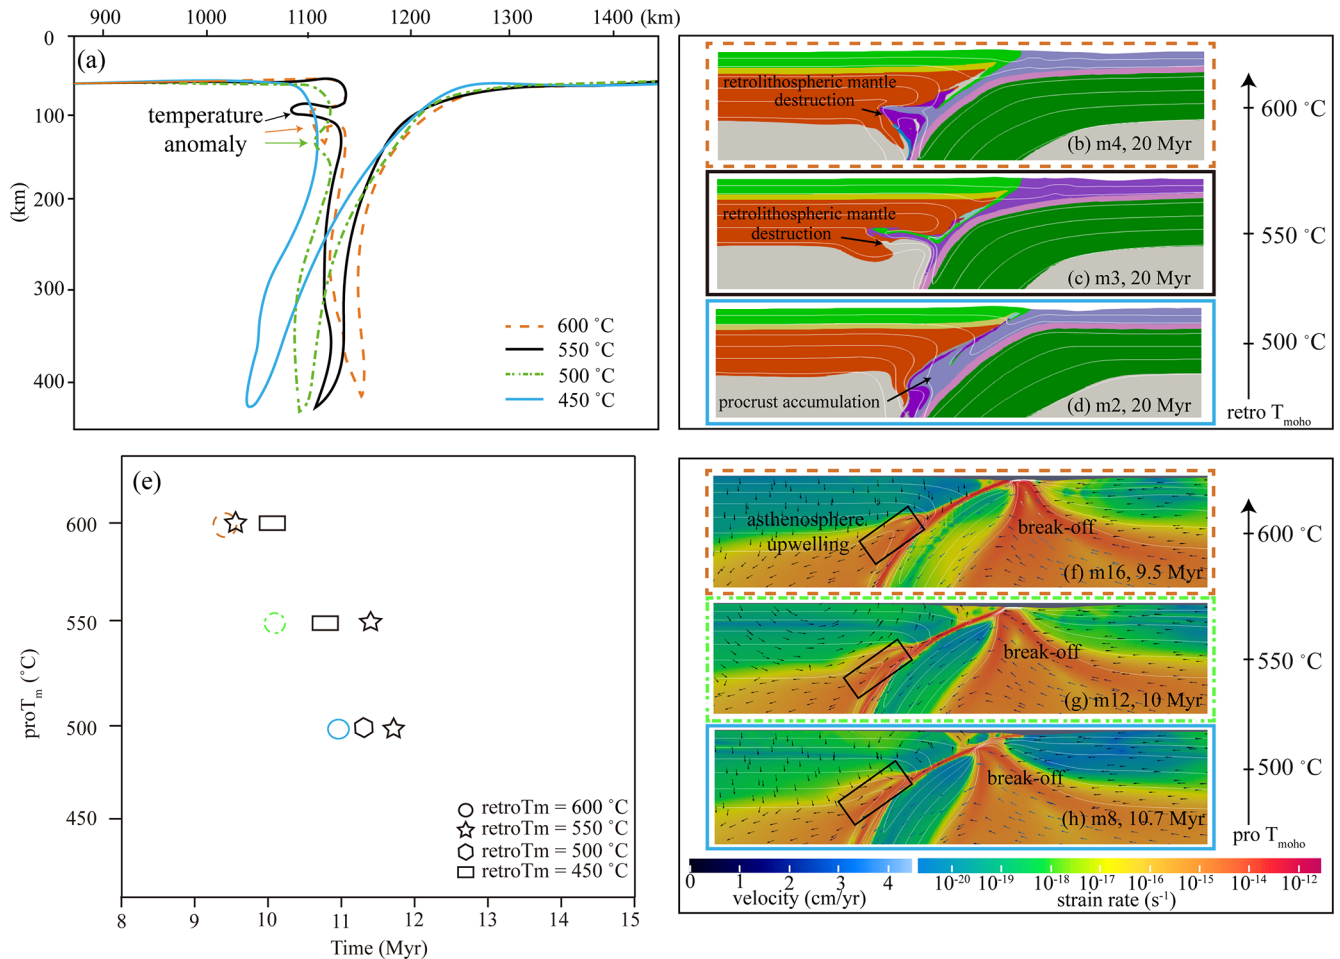 900 1000 1100 1200 1300 1400 (km)
0
100
200
300
400
(km)
(a)
temperature
anomaly
600 ˚C
550 ˚C
500 ˚C
450 ˚C
retrolithospheric mantle
destruction
(b) m4, 20 Myr
retrolithospheric mantle
destruction
(c) m3, 20 Myr
procrust accumulation
(d) m2, 20 Myr
600 ˚C
550 ˚C
500 ˚C
retro Tmoho
(e)
600
550
500
450
proTm (˚C)
retroTm = 600 ˚C
retroTm = 550 ˚C
retroTm = 500 ˚C
retroTm = 450 ˚C
8 9 10 11 12 13 14 15
Time (Myr)
asthenosphere
upwelling
break-off
(f) m16, 9.5 Myr
break-off
(g) m12, 10 Myr
break-off
(h) m8, 10.7 Myr
600 ˚C
550 ˚C
500 ˚C
pro Tmoho
0 1 2 3 4
velocity (cm/yr)
10-20 10-19 10-18 10-17 10-16 10-15 10-14 10-12
strain rate (s-1)